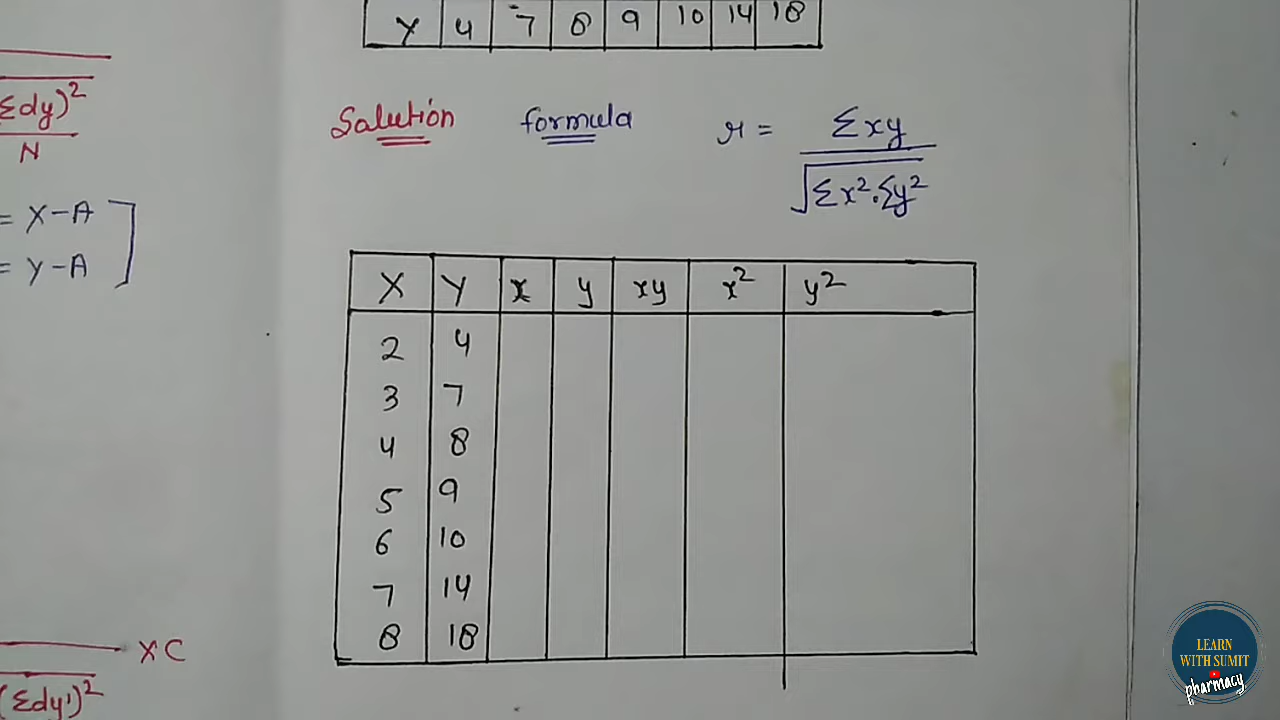 Y 4 7 8 9 10 14 18
Σdy)²
N
= X-A
= Y-A
Solution formula r = Σxy
√Σx².Σy²
X Y x y xy x² y²
2 4
3 7
4 8
5 9
6 10
7 14
8 18
XC
(Σdy')²
LEARN
WITH SUMIT
pharmacy